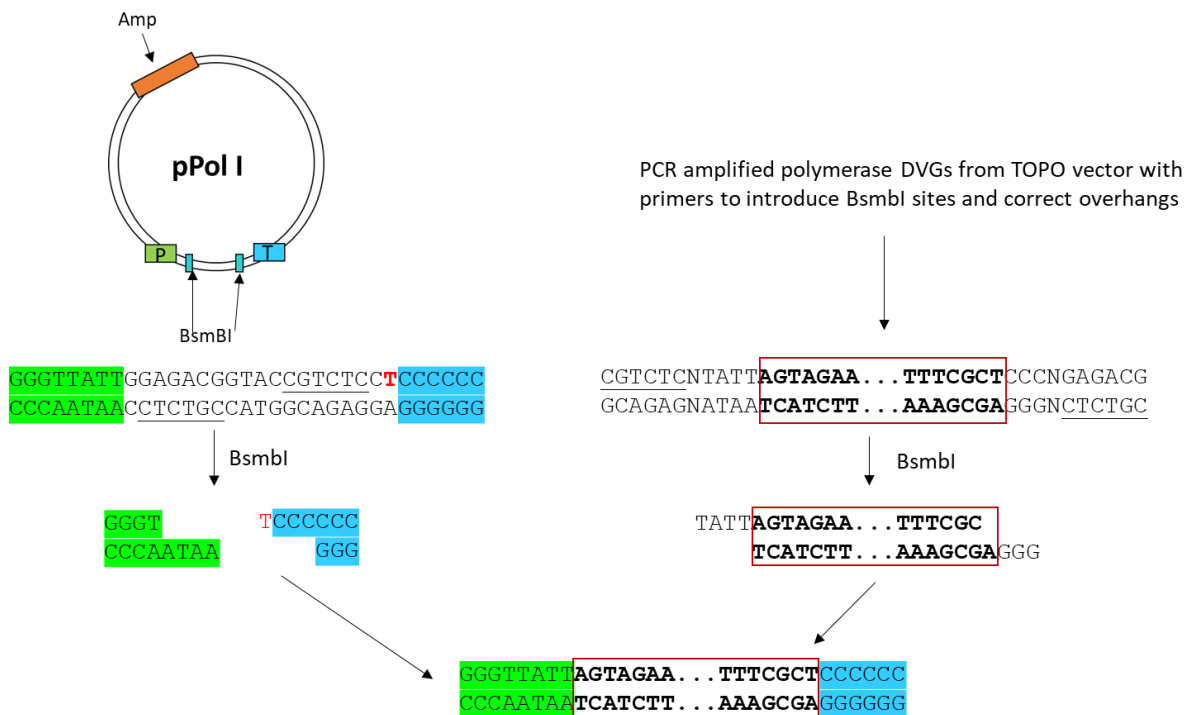 Amp
pPol I
P
T
BsmBI
PCR amplified polymerase DVGs from TOPO vector with
primers to introduce BsmbI sites and correct overhangs
GGGTTATTGGAGACGGTACCGTCTCCTCCCCCC
CCCAATAACCTCTGCCATGGCAGAGGAGGGGGG
CGTCTCNTATTAGTAGAA...TTTCGCTCCCNGAGACG
GCAGAGNATAATCATCTT...AAAGCGAGGGNCTCTGC
BsmbI
BsmbI
GGGT
CCCAATAA
TCCCCCC
GGG
TATTAGTAGAA...TTTCGC
TCATCTT...AAAGCGAGGG
GGGTTATTAGTAGAA...TTTCGCTCCCCCC
CCCAATAATCATCTT...AAAGCGAGGGGGG